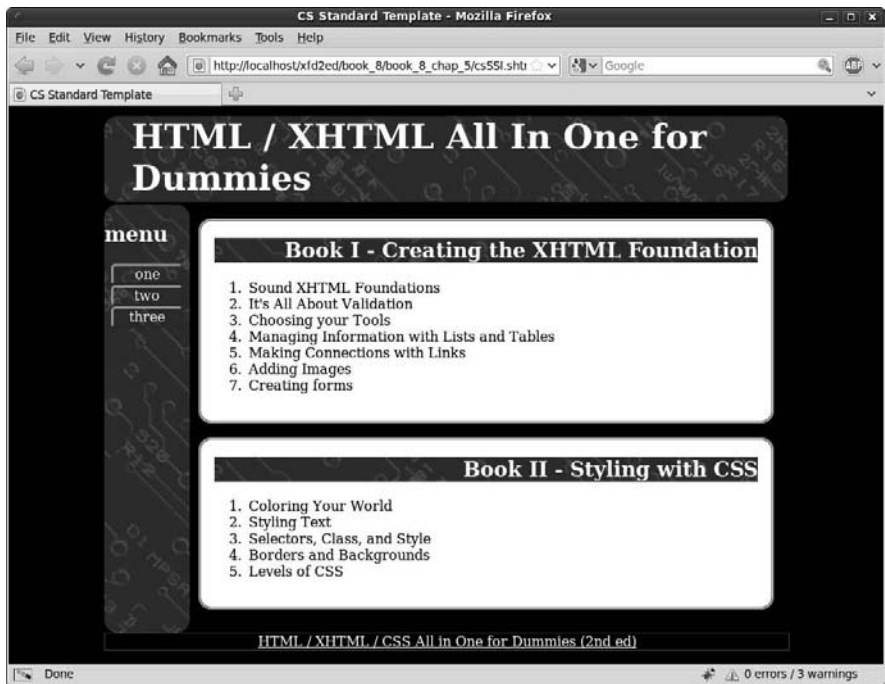 CS Standard Template - Mozilla Firefox
File Edit View History Bookmarks Tools Help
http://localhost/xfd2ed/book_8/book_8_chap_5/cs55l.shti
Google
ABP
CS Standard Template
HTML / XHTML All In One for
Dummies
menu
one
two
three
Book I - Creating the XHTML Foundation
1. Sound XHTML Foundations
2. It's All About Validation
3. Choosing your Tools
4. Managing Information with Lists and Tables
5. Making Connections with Links
6. Adding Images
7. Creating forms
Book II - Styling with CSS
1. Coloring Your World
2. Styling Text
3. Selectors, Class, and Style
4. Borders and Backgrounds
5. Levels of CSS
HTML / XHTML / CSS All in One for Dummies (2nd ed)
Done
0 errors / 3 warnings